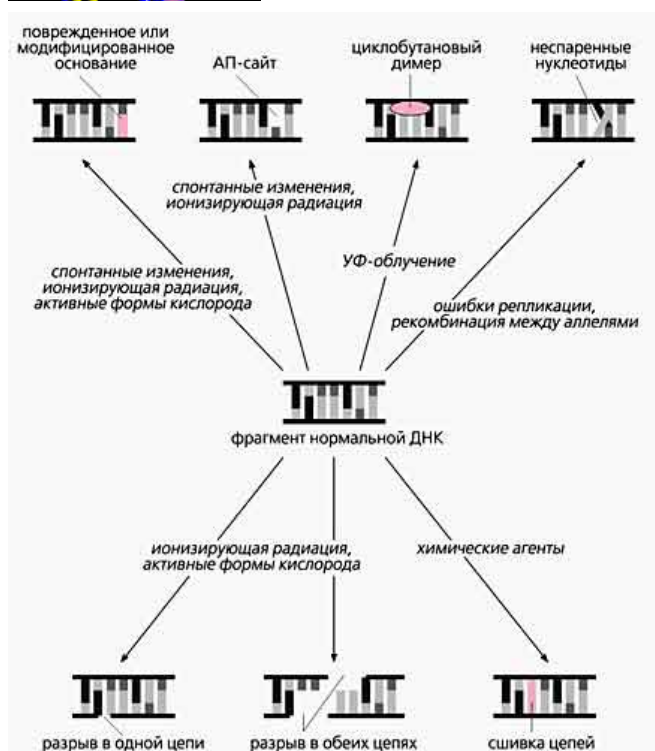 поврежденное или
модифицированное
основание
АП-сайт
циклобутановый
димер
неспаренные
нуклеотиды
спонтанные изменения,
ионизирующая радиация
спонтанные изменения,
ионизирующая радиация,
активные формы кислорода
УФ-облучение
ошибки репликации,
рекомбинация между аллелями
фрагмент нормальной ДНК
ионизирующая радиация,
активные формы кислорода
химические агенты
разрыв в одной цепи
разрыв в обеих цепях
сшивка цепей